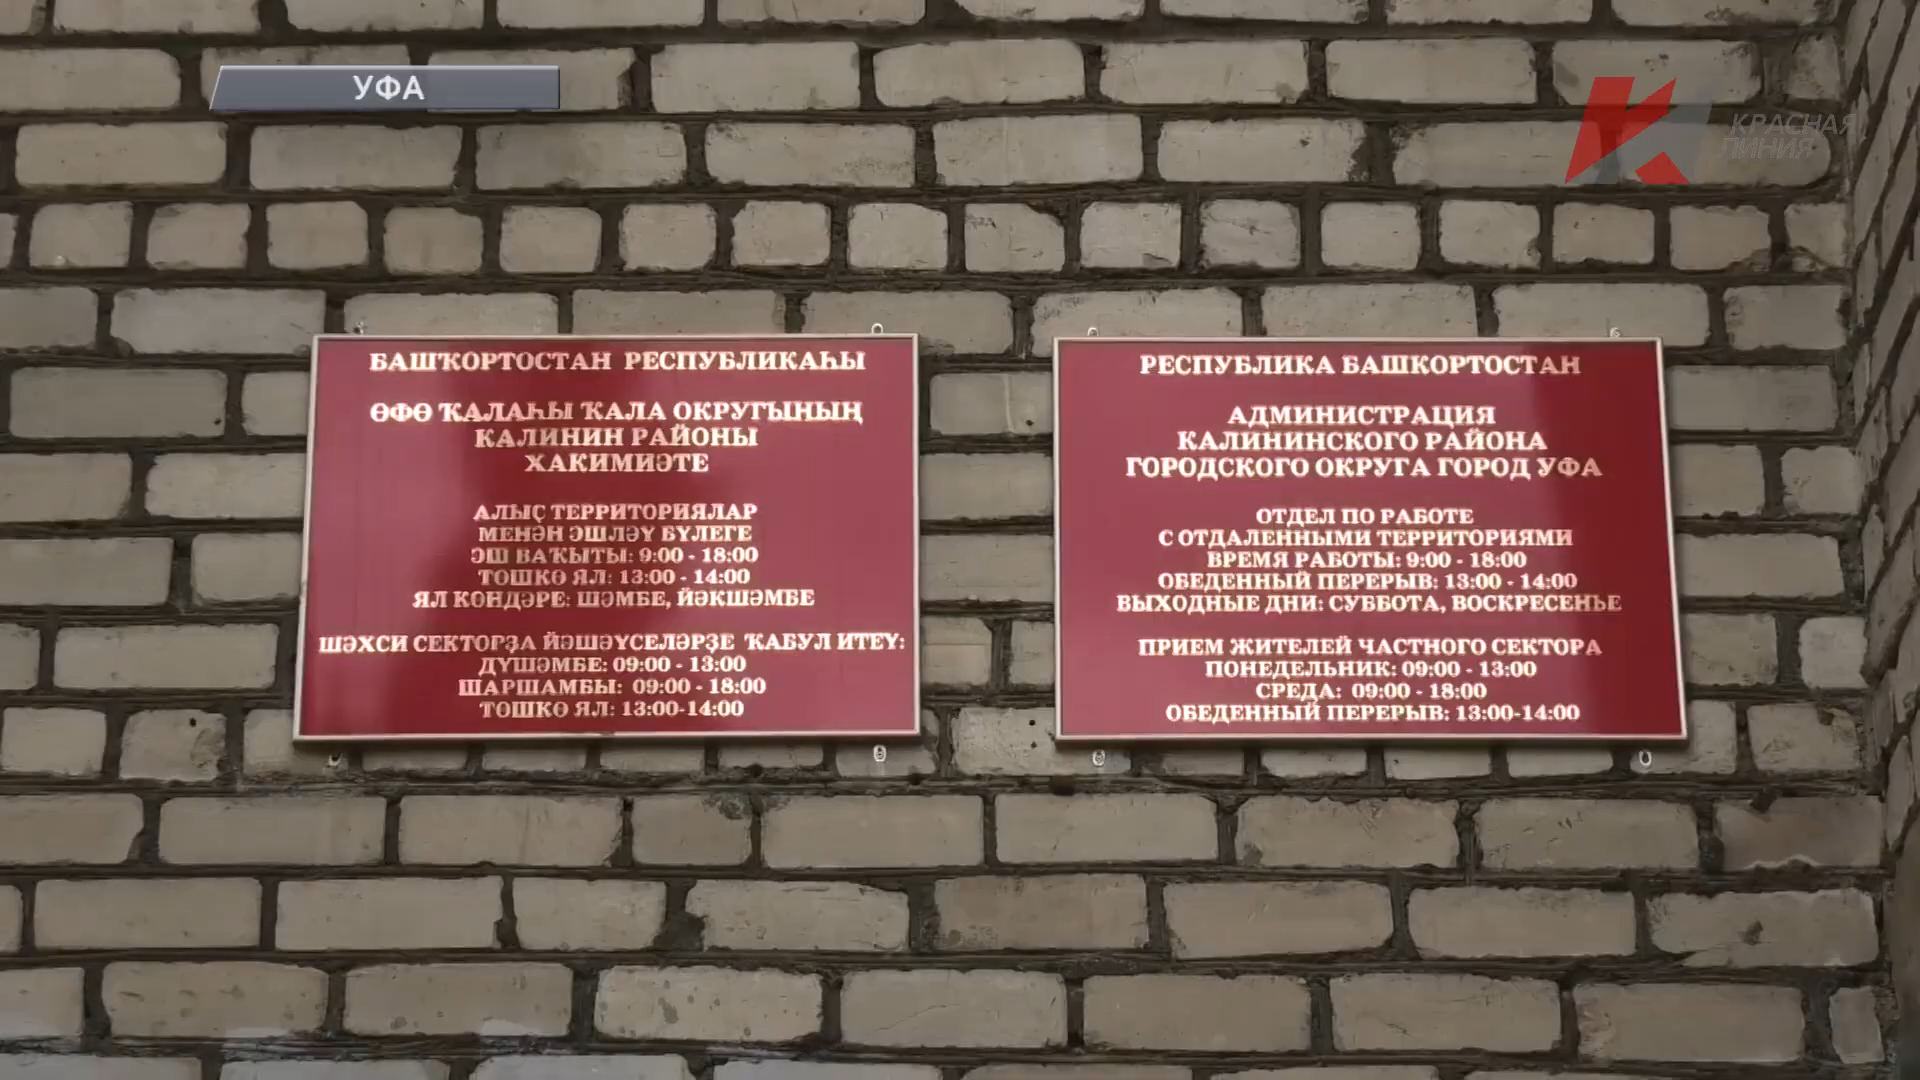 УФА
КРАСНАЯ
ЛИНИЯ
БАШҠОРТОСТАН РЕСПУБЛИКАҺЫ
ӨФӨ ҠАЛАҺЫ ҠАЛА ОКРУГЫНЫҢ
КАЛИНИН РАЙОНЫ
ХАКИМИӘТЕ
АЛЫҪ ТЕРРИТОРИЯЛАР
МЕНӘН ЭШЛӘҮ БҮЛЕГЕ
ЭШ ВАҠЫТЫ: 9:00 - 18:00
ТӨШКӨ ЯЛ: 13:00 - 14:00
ЯЛ КӨНДӘРЕ: ШӘМБЕ, ЙӘКШӘМБЕ
ШӘХСИ СЕКТОРҘА ЙӘШӘҮСЕЛӘРҘЕ ҠАБУЛ ИТЕҮ:
ДҮШӘМБЕ: 09:00 - 13:00
ШАРШАМБЫ: 09:00 - 18:00
ТӨШКӨ ЯЛ: 13:00-14:00
РЕСПУБЛИКА БАШКОРТОСТАН
АДМИНИСТРАЦИЯ
КАЛИНИНСКОГО РАЙОНА
ГОРОДСКОГО ОКРУГА ГОРОД УФА
ОТДЕЛ ПО РАБОТЕ
С ОТДАЛЕННЫМИ ТЕРРИТОРИЯМИ
ВРЕМЯ РАБОТЫ: 9:00 - 18:00
ОБЕДЕННЫЙ ПЕРЕРЫВ: 13:00 - 14:00
ВЫХОДНЫЕ ДНИ: СУББОТА, ВОСКРЕСЕНЬЕ
ПРИЕМ ЖИТЕЛЕЙ ЧАСТНОГО СЕКТОРА
ПОНЕДЕЛЬНИК: 09:00 - 13:00
СРЕДА: 09:00 - 18:00
ОБЕДЕННЫЙ ПЕРЕРЫВ: 13:00-14:00